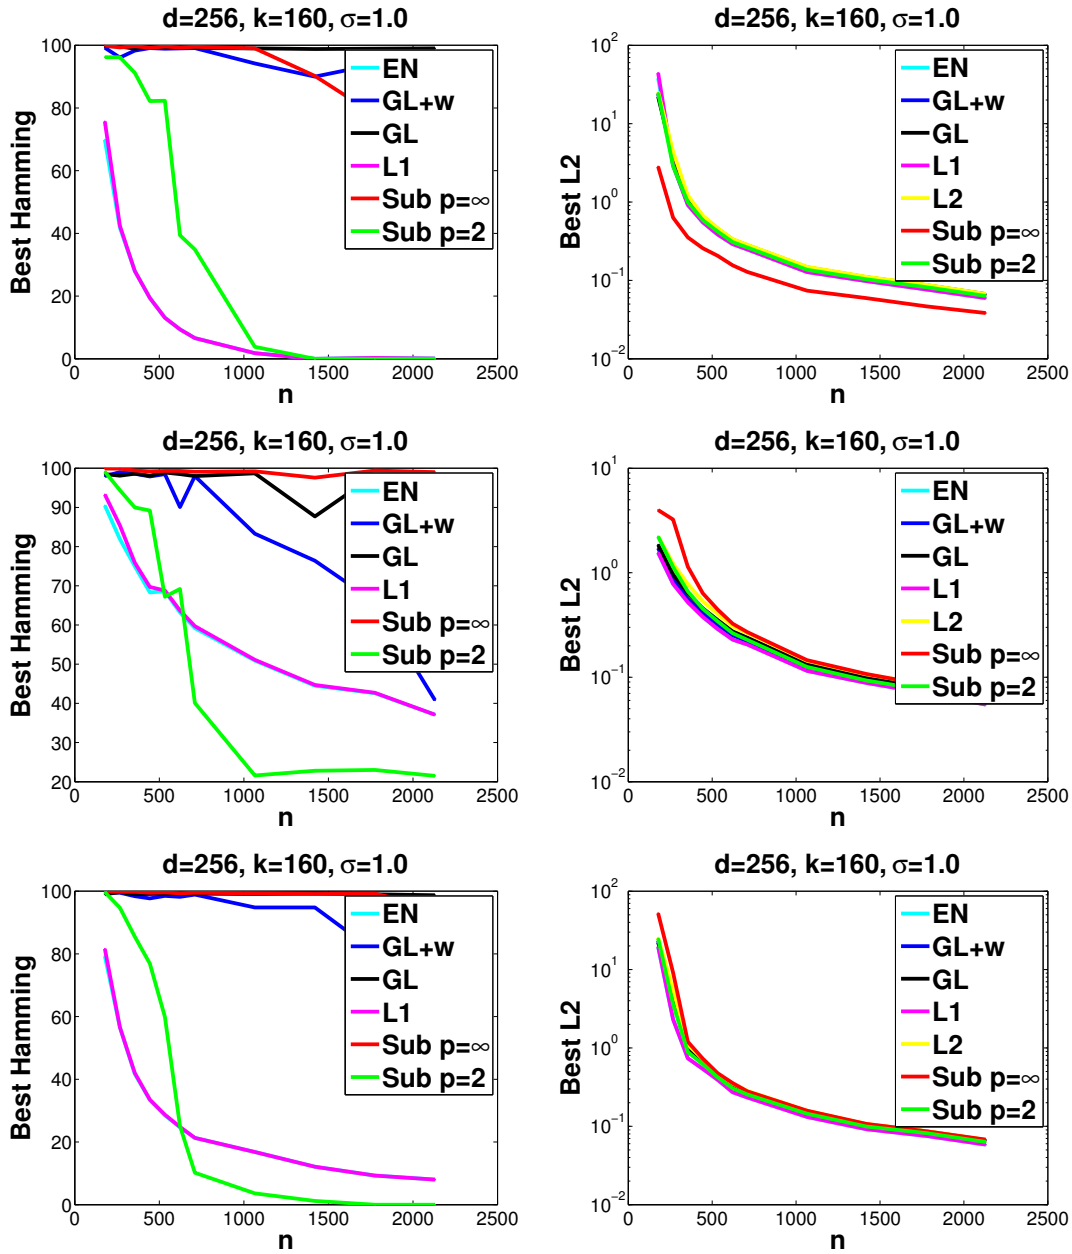 d=256, k=160, σ=1.0
Best Hamming
100
80
60
40
20
0
0
500
1000
1500
2000
2500
n
EN
GL+w
GL
L1
Sub p=∞
Sub p=2
d=256, k=160, σ=1.0
Best L2
10^2
10^1
10^0
10^−1
10^−2
0
500
1000
1500
2000
2500
n
EN
GL+w
GL
L1
L2
Sub p=∞
Sub p=2
d=256, k=160, σ=1.0
Best Hamming
100
90
80
70
60
50
40
30
20
0
500
1000
1500
2000
2500
n
EN
GL+w
GL
L1
Sub p=∞
Sub p=2
d=256, k=160, σ=1.0
Best L2
10^1
10^0
10^−1
10^−2
0
500
1000
1500
2000
2500
n
EN
GL+w
GL
L1
L2
Sub p=∞
Sub p=2
d=256, k=160, σ=1.0
Best Hamming
100
80
60
40
20
0
0
500
1000
1500
2000
2500
n
EN
GL+w
GL
L1
Sub p=∞
Sub p=2
d=256, k=160, σ=1.0
Best L2
10^2
10^1
10^0
10^−1
10^−2
0
500
1000
1500
2000
2500
n
EN
GL+w
GL
L1
L2
Sub p=∞
Sub p=2